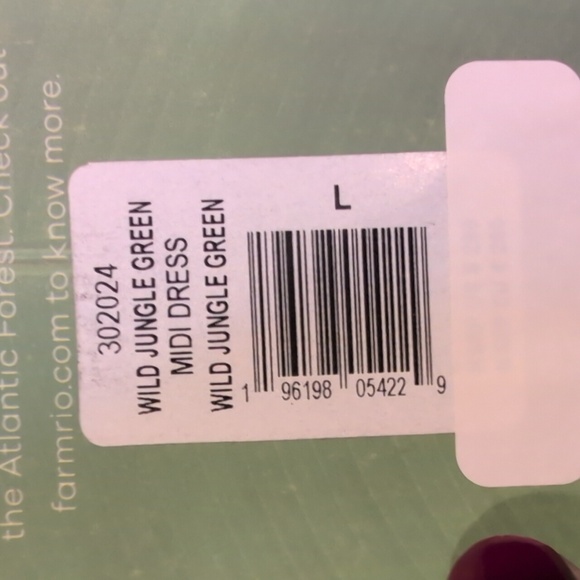 the Atlantic Forest. Check out
farmrio.com to know more.
302024
WILD JUNGLE GREEN
MIDI DRESS
WILD JUNGLE GREEN
L
1 96198 05422 9